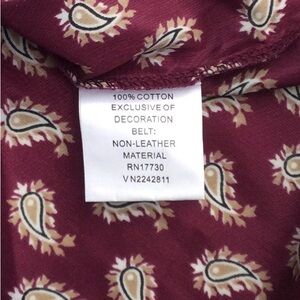 100% COTTON
EXCLUSIVE OF
DECORATION
BELT:
NON-LEATHER
MATERIAL
RN17730
VN2242811